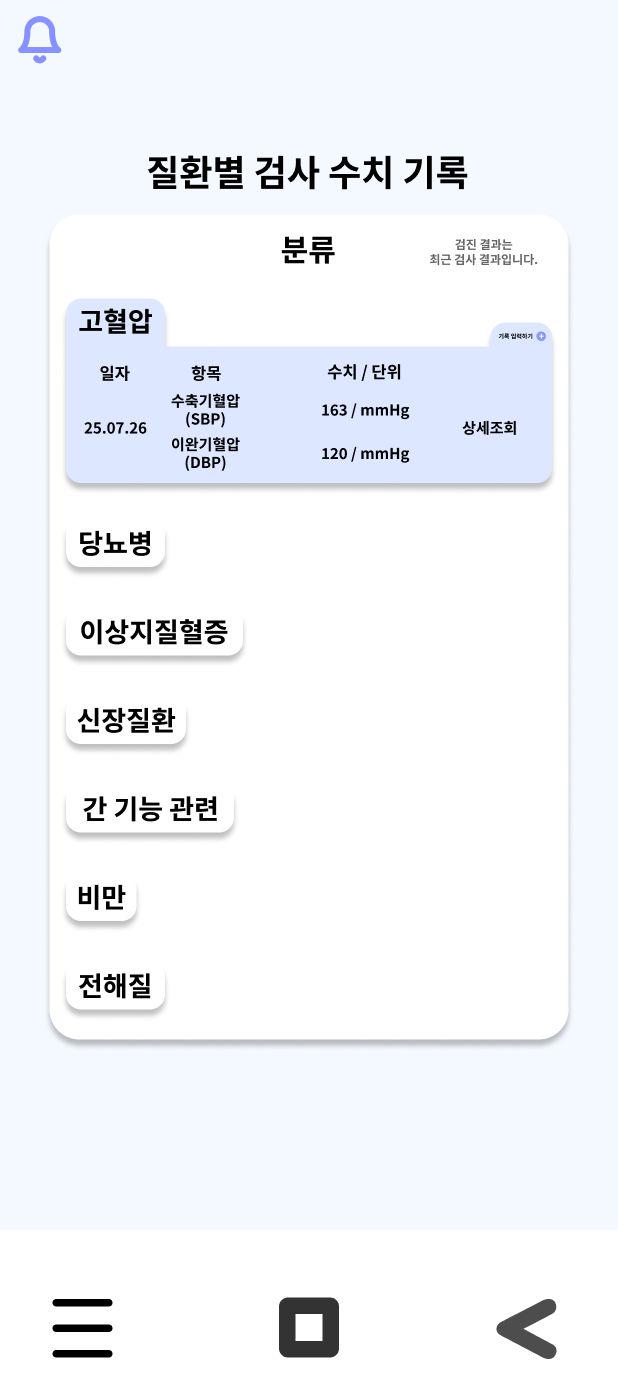 질환별 검사 수치 기록
분류
검진 결과는
최근 검사 결과입니다.
고혈압
기록 입력하기
일자
항목
수치 / 단위
25.07.26
수축기혈압
(SBP)
163 / mmHg
이완기혈압
(DBP)
120 / mmHg
상세조회
당뇨병
이상지질혈증
신장질환
간 기능 관련
비만
전해질